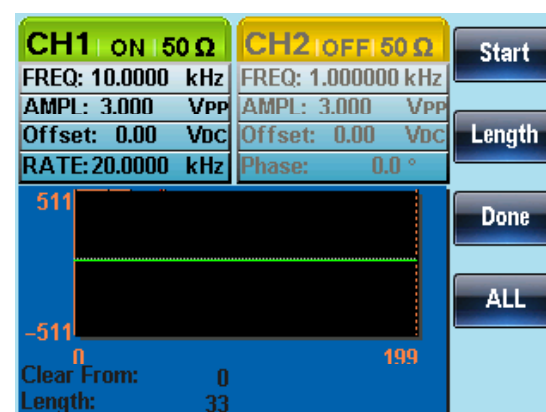 CH1 ON 50 Ω
FREQ: 10.0000 kHz
AMPL: 3.000 VPP
Offset: 0.00 VDC
RATE: 20.0000 kHz
CH2 OFF 50 Ω
FREQ: 1.000000 kHz
AMPL: 3.000 VPP
Offset: 0.00 VDC
Phase: 0.0 °
511
-511
0 199
Clear From: 0
Length: 33
Start
Length
Done
ALL